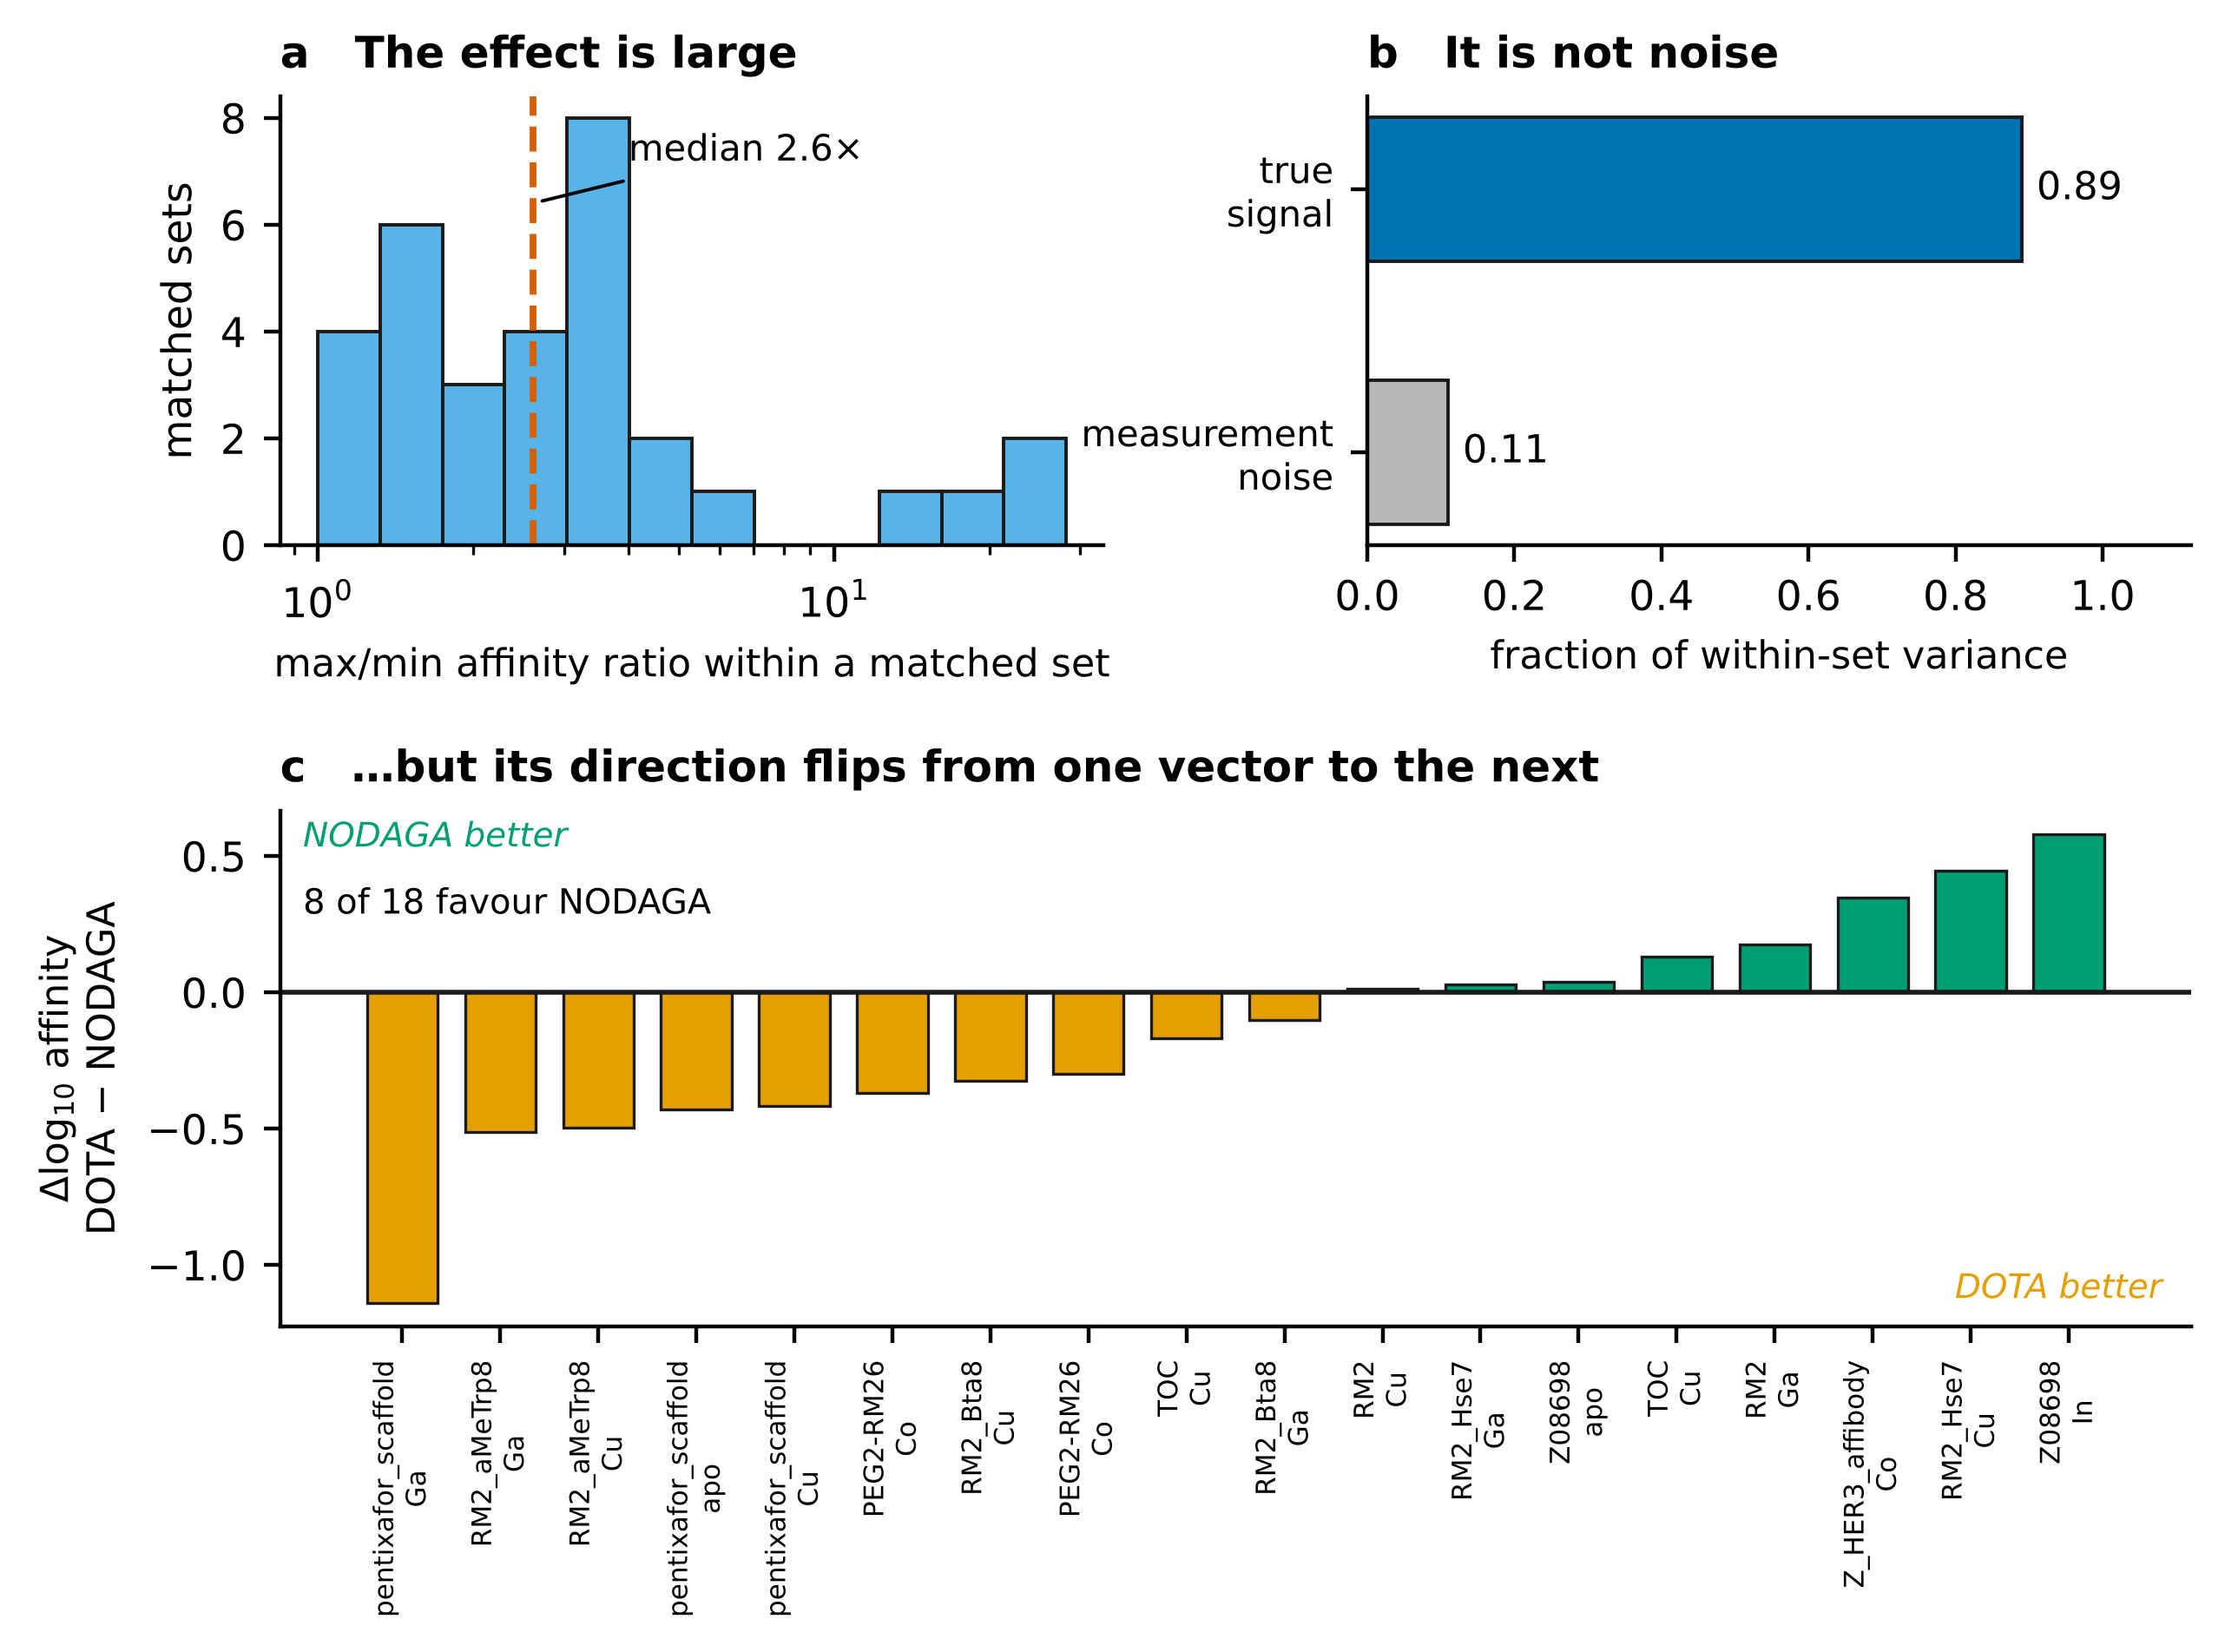 a The effect is large
8
6
4
2
0
matched sets
median 2.6×
10⁰
10¹
max/min affinity ratio within a matched set
b It is not noise
true
signal
0.89
measurement
noise
0.11
0.0
0.2
0.4
0.6
0.8
1.0
fraction of within-set variance
c …but its direction flips from one vector to the next
NODAGA better
8 of 18 favour NODAGA
0.5
0.0
−0.5
−1.0
Δlog₁₀ affinity
DOTA − NODAGA
DOTA better
pentixafor_scaffold
Ga
RM2_aMeTrp8
Ga
RM2_aMeTrp8
Cu
pentixafor_scaffold
apo
pentixafor_scaffold
Cu
PEG2-RM26
Co
RM2_Bta8
Cu
PEG2-RM26
Co
TOC
Cu
RM2_Bta8
Ga
RM2
Cu
RM2_Hse7
Ga
Z08698
apo
TOC
Cu
RM2
Ga
Z_HER3_affibody
Co
RM2_Hse7
Cu
Z08698
In